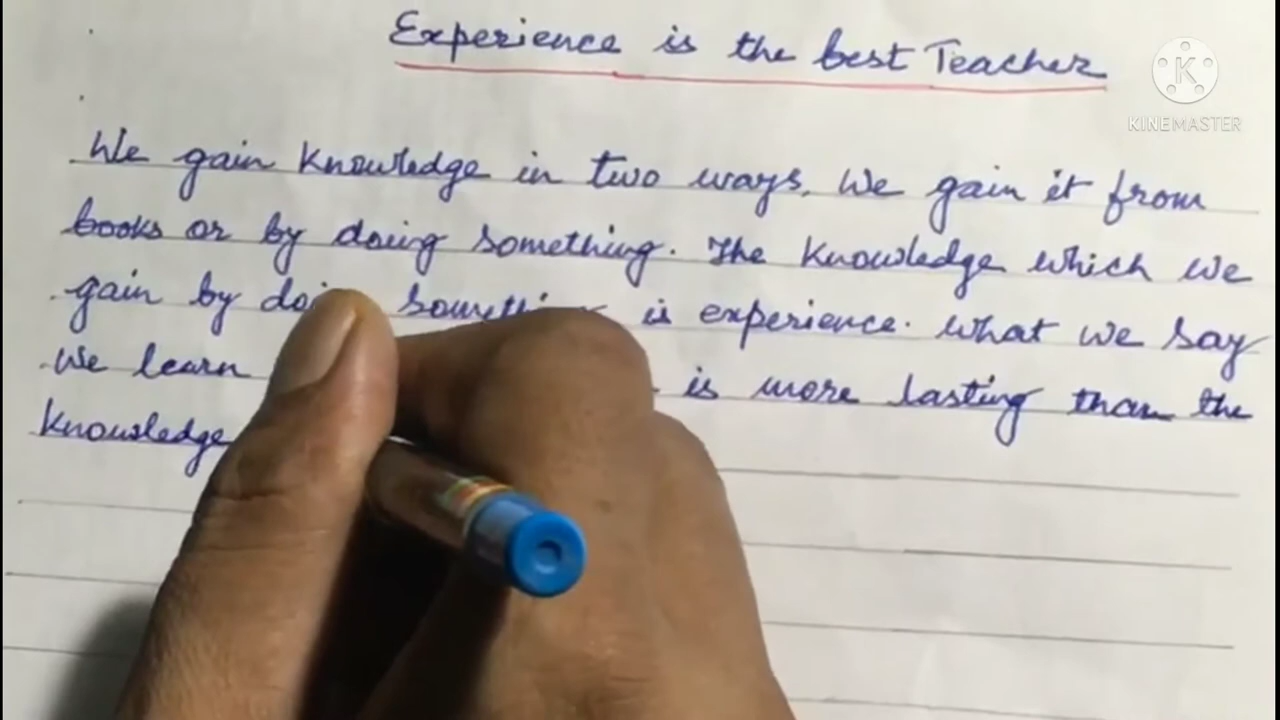 Experience is the best Teacher
K
KINEMASTER
We gain Knowledge in two ways. We gain it from
books or by doing something. The Knowledge which we
gain by something is experience. What we say
We learn is more lasting than the
Knowledge